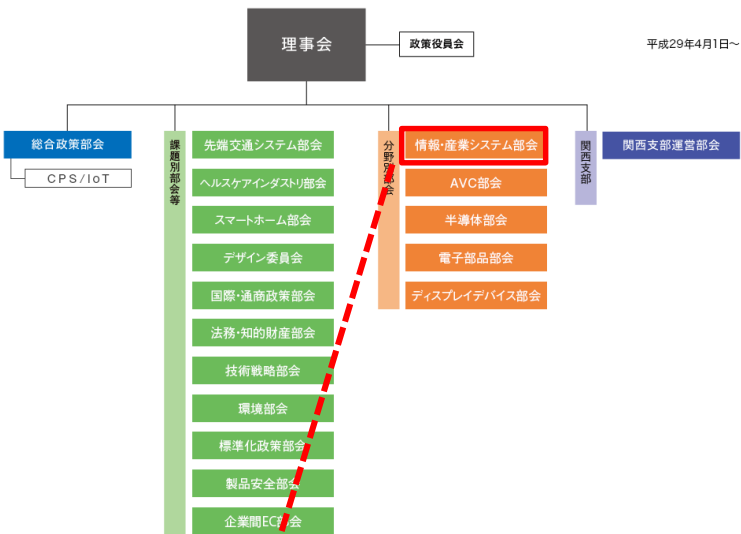 理事会
政策役員会
平成29年4月1日～
総合政策部会
CPS/IoT
課題別部会等
先端交通システム部会
ヘルスケアインダストリ部会
スマートホーム部会
デザイン委員会
国際・通商政策部会
法務・知的財産部会
技術戦略部会
環境部会
標準化政策部会
製品安全部会
企業間EC部会
分野別部会
情報・産業システム部会
AVC部会
半導体部会
電子部品部会
ディスプレイデバイス部会
関西支部
関西支部運営部会